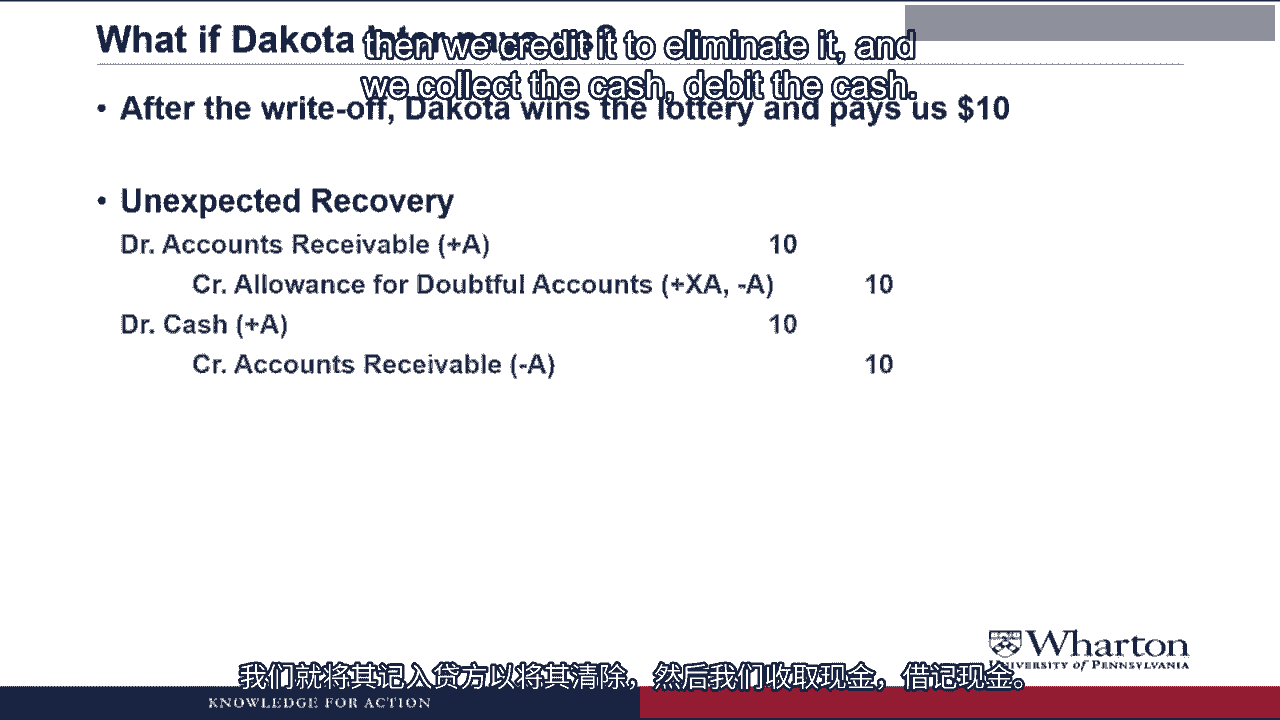 What if Dakota later pays us?
then we credit it to eliminate it, and
we collect the cash, debit the cash.
• After the write-off, Dakota wins the lottery and pays us $10
• Unexpected Recovery
Dr. Accounts Receivable (+A) 10
Cr. Allowance for Doubtful Accounts (+XA, -A) 10
Dr. Cash (+A) 10
Cr. Accounts Receivable (-A) 10
Wharton
UNIVERSITY of PENNSYLVANIA
我们就将其记入贷方以将其清除，然后我们收取现金，借记现金。
KNOWLEDGE FOR ACTION